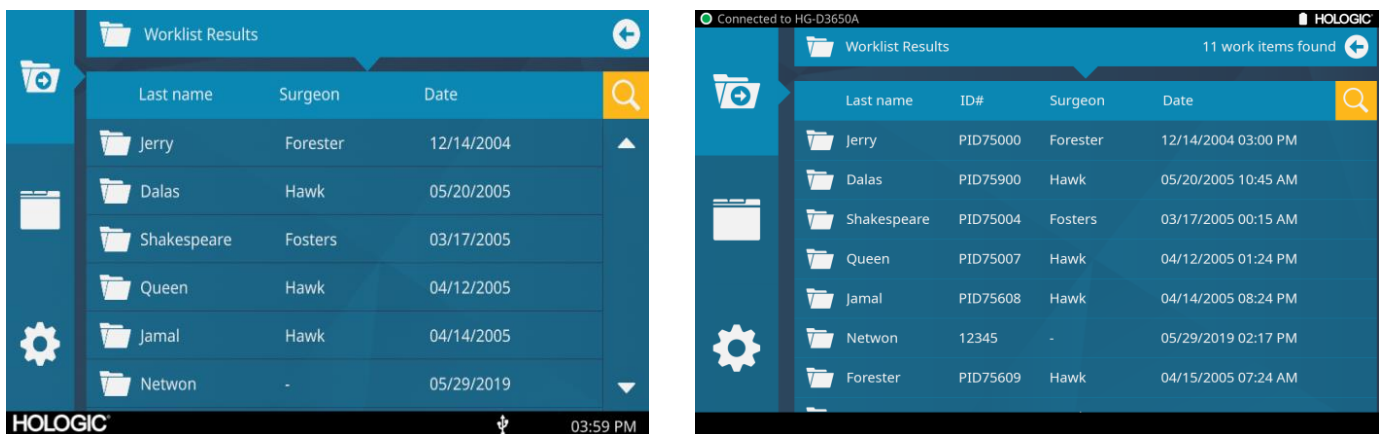 Worklist Results
Last name Surgeon Date
Jerry Forester 12/14/2004
Dalas Hawk 05/20/2005
Shakespeare Fosters 03/17/2005
Queen Hawk 04/12/2005
Jamal Hawk 04/14/2005
Netwon - 05/29/2019
HOLOGIC® 03:59 PM
Connected to HG-D3650A HOLOGIC®
Worklist Results 11 work items found
Last name ID# Surgeon Date
Jerry PID75000 Forester 12/14/2004 03:00 PM
Dalas PID75900 Hawk 05/20/2005 10:45 AM
Shakespeare PID75004 Fosters 03/17/2005 00:15 AM
Queen PID75007 Hawk 04/12/2005 01:24 PM
Jamal PID75608 Hawk 04/14/2005 08:24 PM
Netwon 12345 - 05/29/2019 02:17 PM
Forester PID75609 Hawk 04/15/2005 07:24 AM